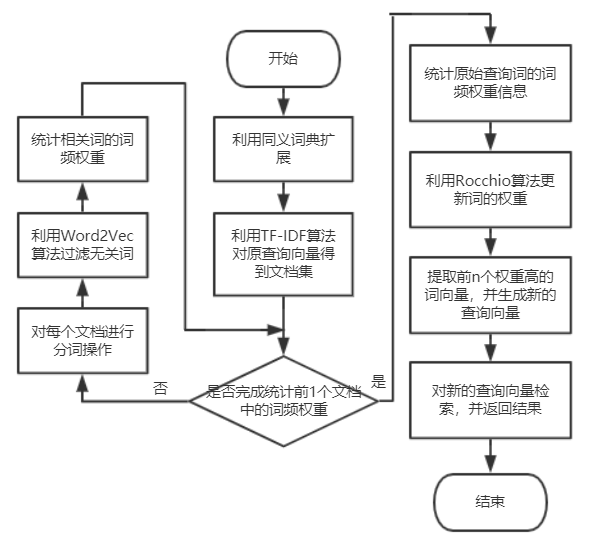 开始
利用同义词典扩
展
利用TF-IDF算法
对原查询向量得
到文档集
是否完成统计前1个文档
中的词频权重
否
对每个文档进行
分词操作
利用Word2Vec
算法过滤无关词
统计相关词的词
频权重
是
统计原始查询词的词
频权重信息
利用Rocchio算法更
新词的权重
提取前n个权重高的
词向量，并生成新的
查询向量
对新的查询向量检
索，并返回结果
结束